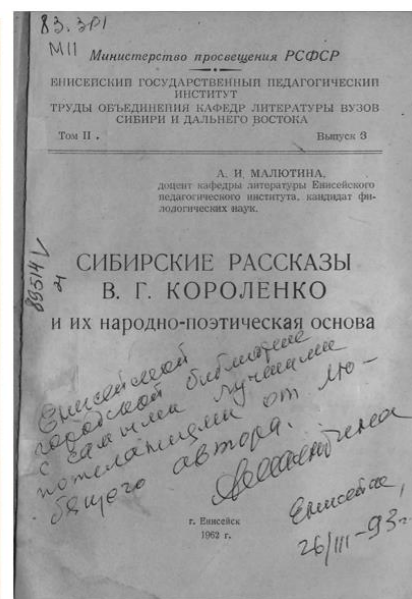 83.3Р1
М11
Министерство просвещения РСФСР
ЕНИСЕЙСКИЙ ГОСУДАРСТВЕННЫЙ ПЕДАГОГИЧЕСКИЙ
ИНСТИТУТ
ТРУДЫ ОБЪЕДИНЕНИЯ КАФЕДР ЛИТЕРАТУРЫ ВУЗОВ
СИБИРИ И ДАЛЬНЕГО ВОСТОКА
Том II. Выпуск 3
А. И. МАЛЮТИНА,
доцент кафедры литературы Енисейского
педагогического института, кандидат фи-
лологических наук.
89514
СИБИРСКИЕ РАССКАЗЫ
В. Г. КОРОЛЕНКО
и их народно-поэтическая основа
Енисейской
городской библиотеке
с самыми лучшими
пожеланиями от лю-
бящего автора.
Енисейск,
26/III-93г.
г. Енисейск
1962 г.